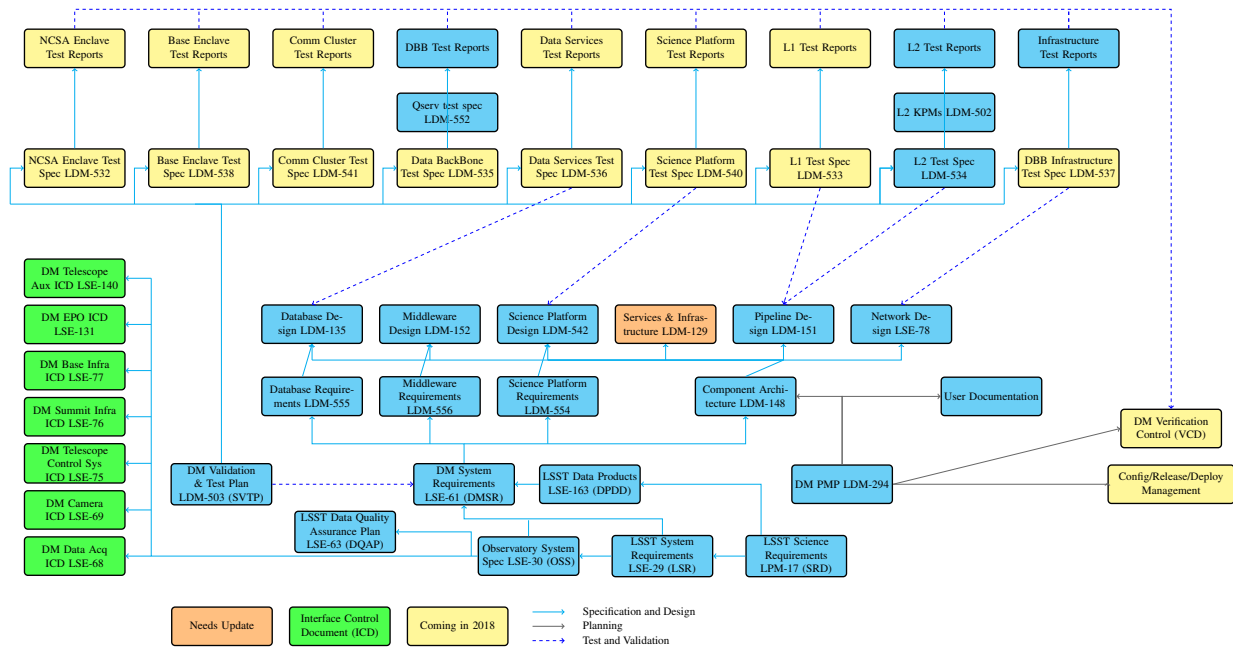 NCSA Enclave
Test Reports
Base Enclave
Test Reports
Comm Cluster
Test Reports
DBB Test Reports
Data Services
Test Reports
Science Platform
Test Reports
L1 Test Reports
L2 Test Reports
Infrastructure
Test Reports
Qserv test spec
LDM-552
L2 KPMs LDM-502
NCSA Enclave Test
Spec LDM-532
Base Enclave Test
Spec LDM-538
Comm Cluster Test
Spec LDM-541
Data BackBone
Test Spec LDM-535
Data Services Test
Spec LDM-536
Science Platform
Test Spec LDM-540
L1 Test Spec
LDM-533
L2 Test Spec
LDM-534
DBB Infrastructure
Test Spec LDM-537
DM Telescope
Aux ICD LSE-140
DM EPO ICD
LSE-131
DM Base Infra
ICD LSE-77
DM Summit Infra
ICD LSE-76
DM Telescope
Control Sys
ICD LSE-75
DM Camera
ICD LSE-69
DM Data Acq
ICD LSE-68
Database De-
sign LDM-135
Middleware
Design LDM-152
Science Platform
Design LDM-542
Services & Infras-
tructure LDM-129
Pipeline De-
sign LDM-151
Network De-
sign LSE-78
Database Require-
ments LDM-555
Middleware
Requirements
LDM-556
Science Platform
Requirements
LDM-554
Component Archi-
tecture LDM-148
User Documentation
DM Verification
Control (VCD)
DM Validation
& Test Plan
LDM-503 (SVTP)
DM System
Requirements
LSE-61 (DMSR)
LSST Data Products
LSE-163 (DPDD)
DM PMP LDM-294
Config/Release/Deploy
Management
LSST Data Quality
Assurance Plan
LSE-63 (DQAP)
Observatory System
Spec LSE-30 (OSS)
LSST System
Requirements
LSE-29 (LSR)
LSST Science
Requirements
LPM-17 (SRD)
Needs Update
Interface Control
Document (ICD)
Coming in 2018
Specification and Design
Planning
Test and Validation